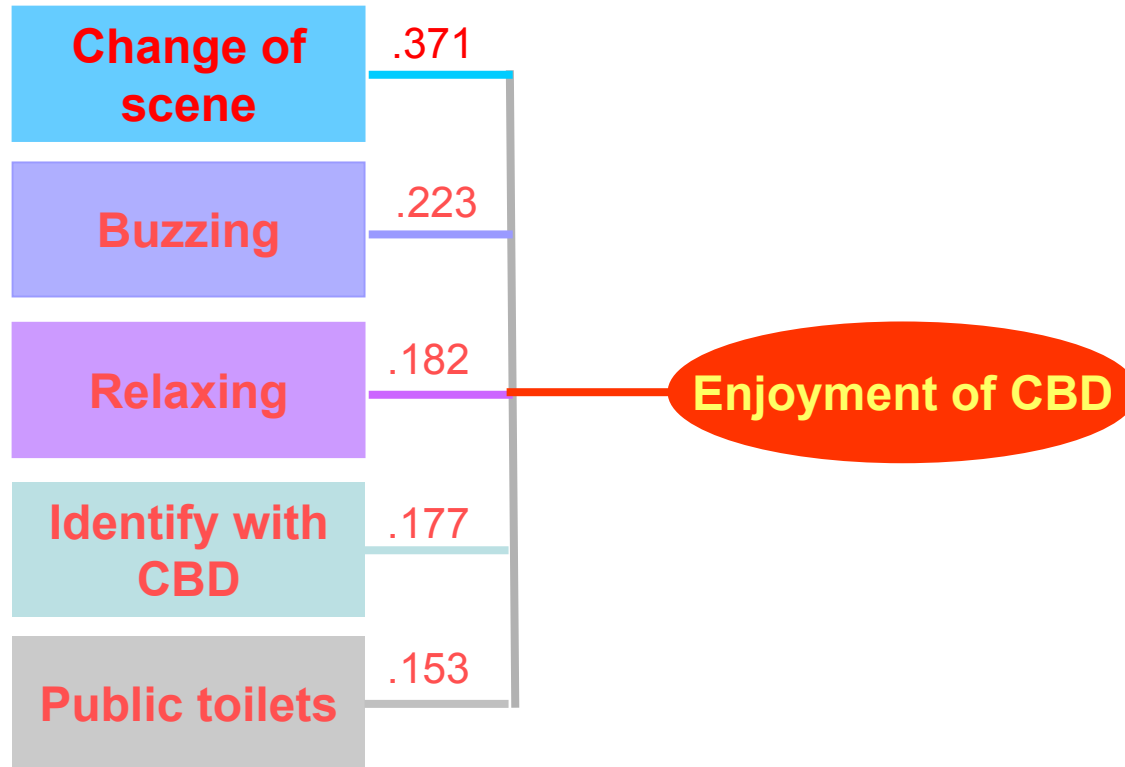 Change of
scene
.371
Buzzing
.223
Relaxing
.182
Enjoyment of CBD
Identify with
CBD
.177
Public toilets
.153